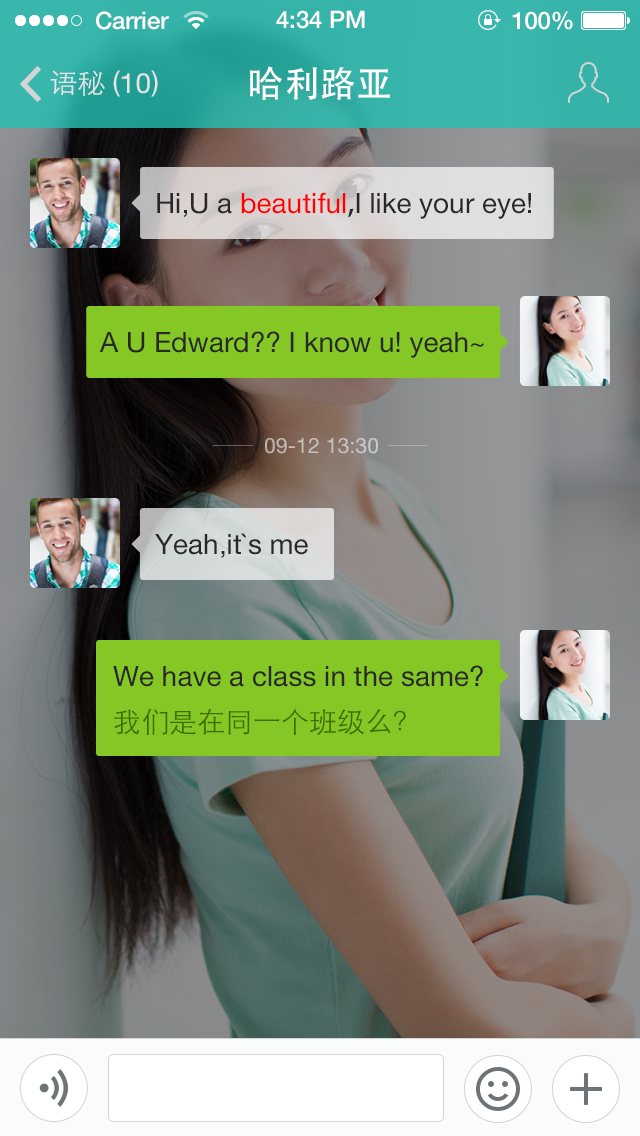 Carrier 4:34 PM 100%
语秘 (10) 哈利路亚
Hi,U a beautiful,I like your eye!
A U Edward?? I know u! yeah~
09-12 13:30
Yeah,it`s me
We have a class in the same?
我们是在同一个班级么?